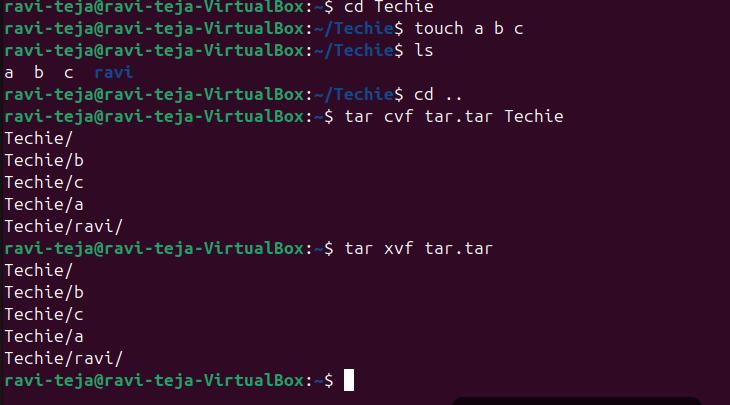 ravi-teja@ravi-teja-VirtualBox:~$ cd Techie
ravi-teja@ravi-teja-VirtualBox:~/Techie$ touch a b c
ravi-teja@ravi-teja-VirtualBox:~/Techie$ ls
a  b  c  ravi
ravi-teja@ravi-teja-VirtualBox:~/Techie$ cd ..
ravi-teja@ravi-teja-VirtualBox:~$ tar cvf tar.tar Techie
Techie/
Techie/b
Techie/c
Techie/a
Techie/ravi/
ravi-teja@ravi-teja-VirtualBox:~$ tar xvf tar.tar
Techie/
Techie/b
Techie/c
Techie/a
Techie/ravi/
ravi-teja@ravi-teja-VirtualBox:~$